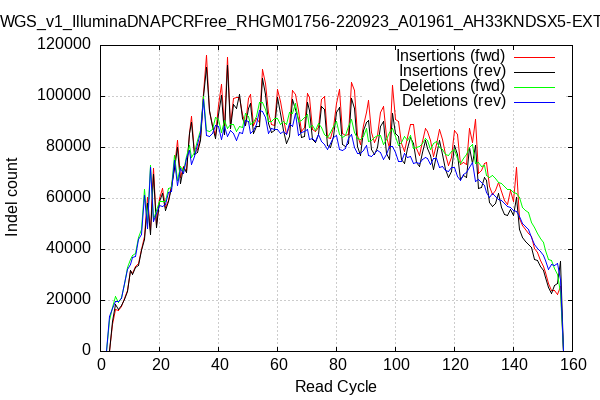 WGS_v1_IlluminaDNAPCRFree_RHGM01756-220923_A01961_AH33KNDSX5-EXT
Insertions (fwd)
Insertions (rev)
Deletions (fwd)
Deletions (rev)
Indel count
120000
100000
80000
60000
40000
20000
0
0 20 40 60 80 100 120 140 160
Read Cycle